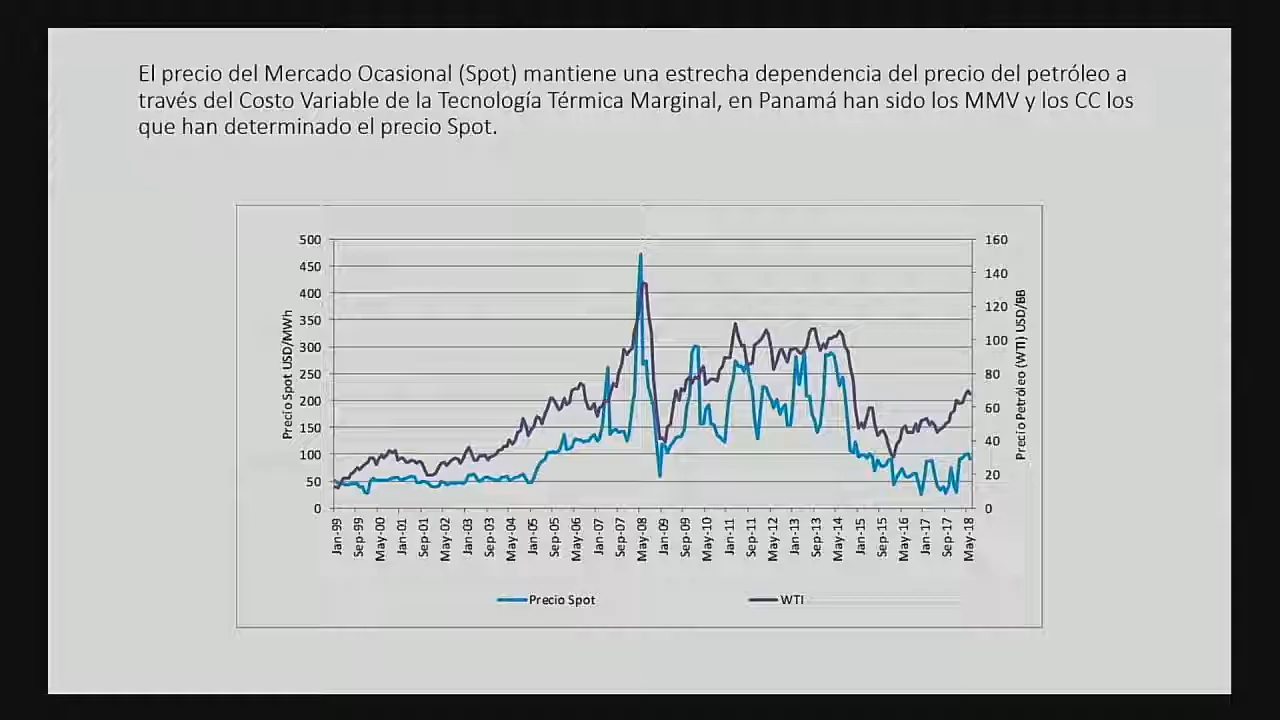 El precio del Mercado Ocasional (Spot) mantiene una estrecha dependencia del precio del petróleo a
través del Costo Variable de la Tecnología Térmica Marginal, en Panamá han sido los MMV y los CC los
que han determinado el precio Spot.
Precio Spot USD/MWh
500
450
400
350
300
250
200
150
100
50
0
160
140
120
100
80
60
40
20
0
Precio Petróleo (WTI) USD/BB
Jan-99
Sep-99
May-00
Jan-01
Sep-01
May-02
Jan-03
Sep-03
May-04
Jan-05
Sep-05
May-06
Jan-07
Sep-07
May-08
Jan-09
Sep-09
May-10
Jan-11
Sep-11
May-12
Jan-13
Sep-13
May-14
Jan-15
Sep-15
May-16
Jan-17
Sep-17
May-18
Precio Spot
WTI